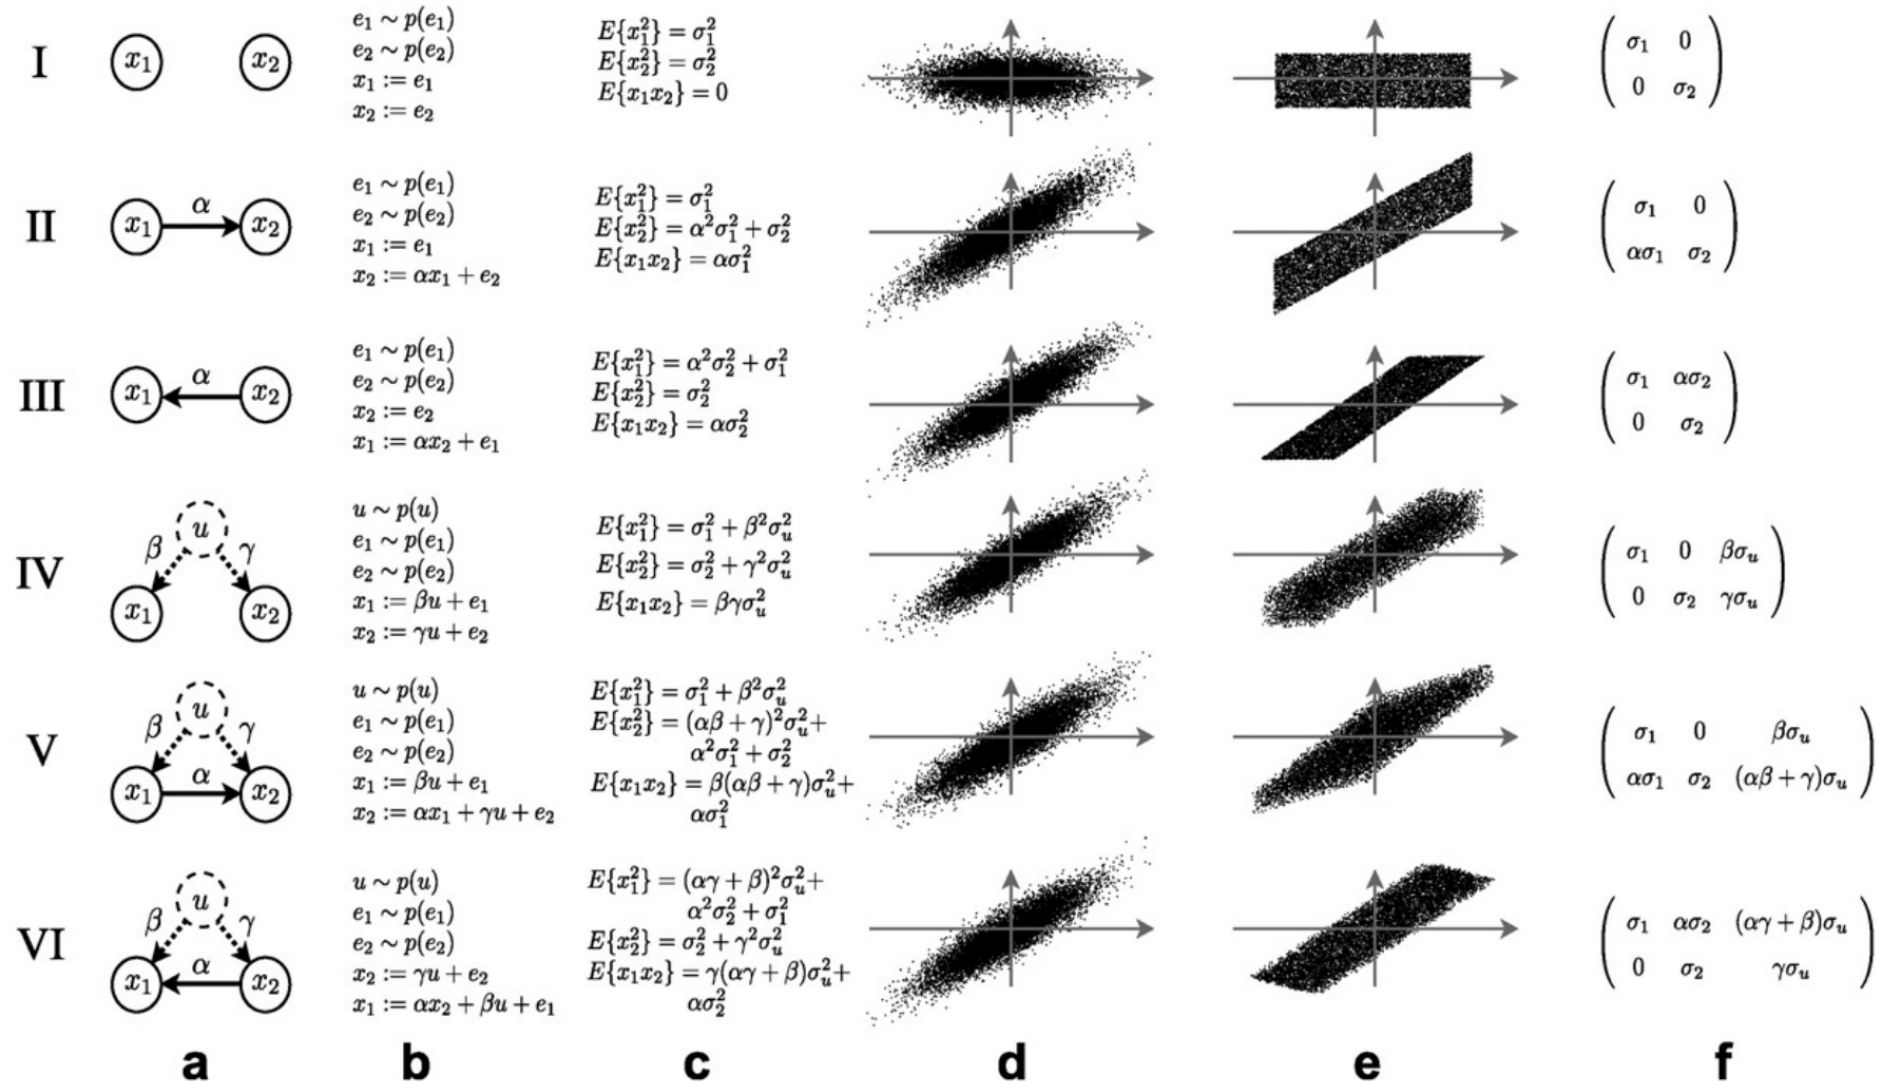 I
x₁ x₂
e₁ ∼ p(e₁)
e₂ ∼ p(e₂)
x₁ := e₁
x₂ := e₂
E{x₁²} = σ₁²
E{x₂²} = σ₂²
E{x₁x₂} = 0
σ₁ 0
0 σ₂
II
α
x₁ x₂
e₁ ∼ p(e₁)
e₂ ∼ p(e₂)
x₁ := e₁
x₂ := αx₁ + e₂
E{x₁²} = σ₁²
E{x₂²} = α²σ₁² + σ₂²
E{x₁x₂} = ασ₁²
σ₁ 0
ασ₁ σ₂
III
α
x₁ x₂
e₁ ∼ p(e₁)
e₂ ∼ p(e₂)
x₂ := e₂
x₁ := αx₂ + e₁
E{x₁²} = α²σ₂² + σ₁²
E{x₂²} = σ₂²
E{x₁x₂} = ασ₂²
σ₁ ασ₂
0 σ₂
IV
u
β γ
x₁ x₂
u ∼ p(u)
e₁ ∼ p(e₁)
e₂ ∼ p(e₂)
x₁ := βu + e₁
x₂ := γu + e₂
E{x₁²} = σ₁² + β²σᵤ²
E{x₂²} = σ₂² + γ²σᵤ²
E{x₁x₂} = βγσᵤ²
σ₁ 0 βσᵤ
0 σ₂ γσᵤ
V
u
β γ
α
x₁ x₂
u ∼ p(u)
e₁ ∼ p(e₁)
e₂ ∼ p(e₂)
x₁ := βu + e₁
x₂ := αx₁ + γu + e₂
E{x₁²} = σ₁² + β²σᵤ²
E{x₂²} = (αβ + γ)²σᵤ²+
α²σ₁² + σ₂²
E{x₁x₂} = β(αβ + γ)σᵤ²+
ασ₁²
σ₁ 0 βσᵤ
ασ₁ σ₂ (αβ + γ)σᵤ
VI
u
β γ
α
x₁ x₂
u ∼ p(u)
e₁ ∼ p(e₁)
e₂ ∼ p(e₂)
x₂ := γu + e₂
x₁ := αx₂ + βu + e₁
E{x₁²} = (αγ + β)²σᵤ²+
α²σ₂² + σ₁²
E{x₂²} = σ₂² + γ²σᵤ²
E{x₁x₂} = γ(αγ + β)σᵤ²+
ασ₂²
σ₁ ασ₂ (αγ + β)σᵤ
0 σ₂ γσᵤ
a b c d e f